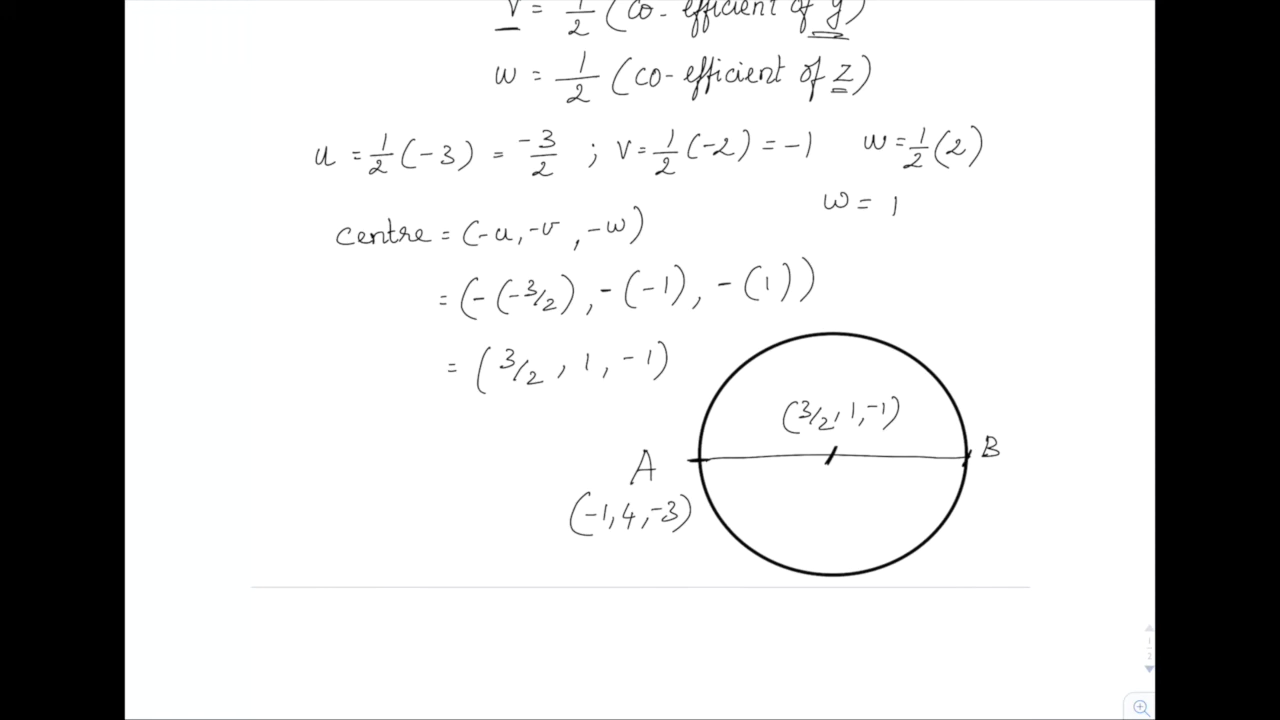 v = 1/2 (co-efficient of y)
w = 1/2 (co-efficient of z)
u = 1/2 (-3) = -3/2 ; v = 1/2 (-2) = -1 w = 1/2 (2)
w = 1
centre = (-u, -v, -w)
= (-(-3/2), -(-1), -(1))
= (3/2, 1, -1)
(3/2, 1, -1)
A
B
(-1, 4, -3)